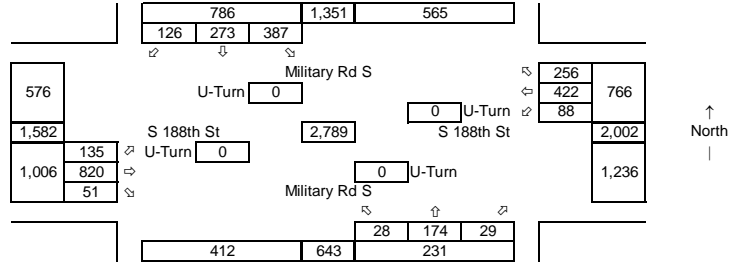 786 1,351 565
126 273 387
⬃ ⇩ ⬂
Military Rd S ⬁ 256
576 U-Turn 0 ⇦ 422 766
0 U-Turn ⬃ 88 ↑
1,582 S 188th St 2,789 S 188th St 2,002 North
135 ⬀ U-Turn 0 |
1,006 820 ⇨ 0 U-Turn 1,236
51 ⬂ Military Rd S
⬁ ⇧ ⬀
28 174 29
412 643 231